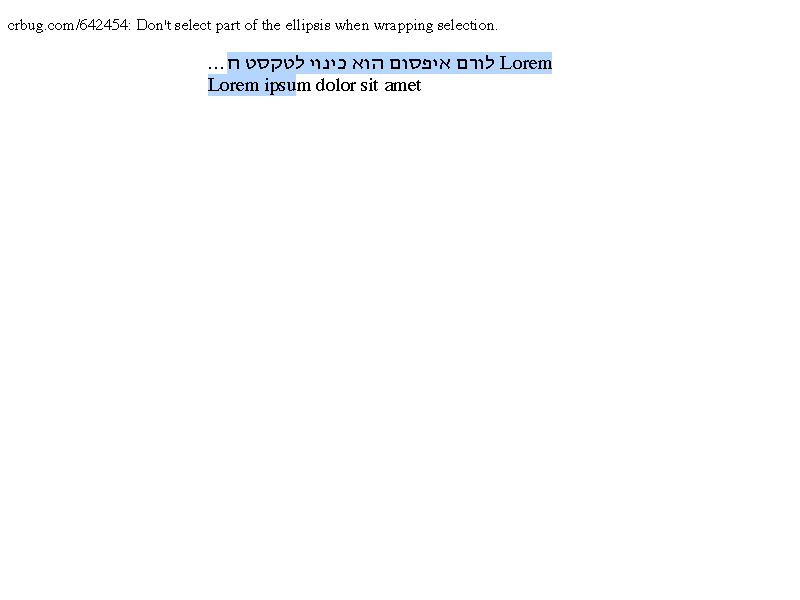 crbug.com/642454: Don't select part of the ellipsis when wrapping selection.
Lorem לורם איפסום הוא כינוי לטקסט ח...
Lorem ipsum dolor sit amet